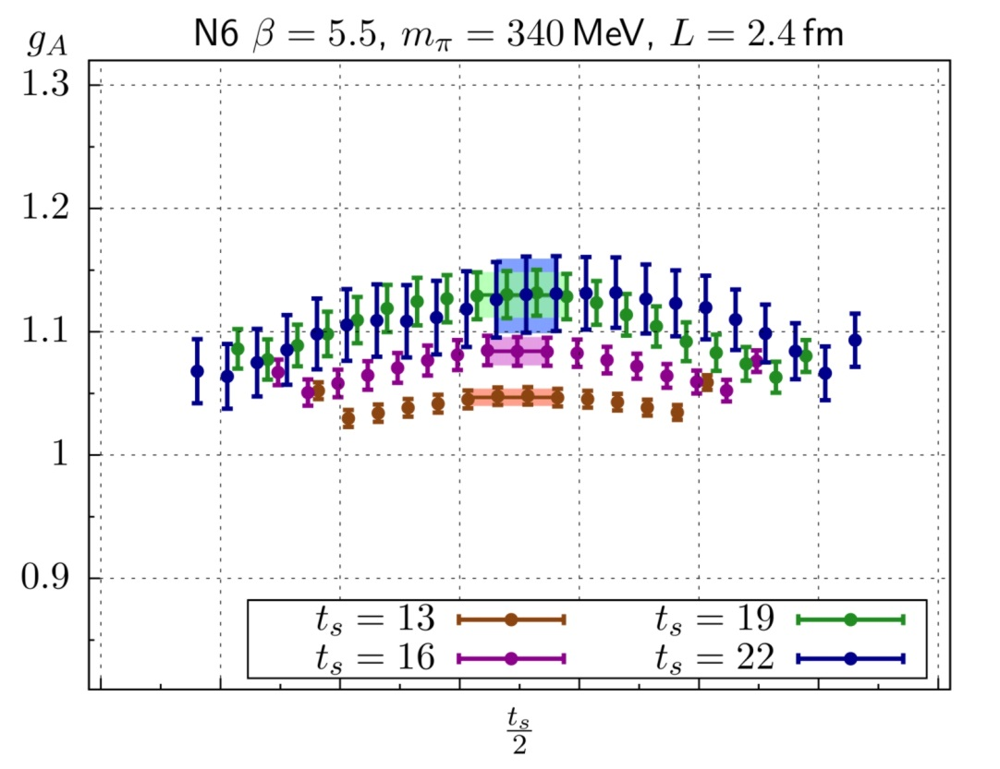 N6 β = 5.5, m_π = 340 MeV, L = 2.4 fm
g_A
1.3
1.2
1.1
1
0.9
t_s = 13
t_s = 19
t_s = 16
t_s = 22
t_s/2